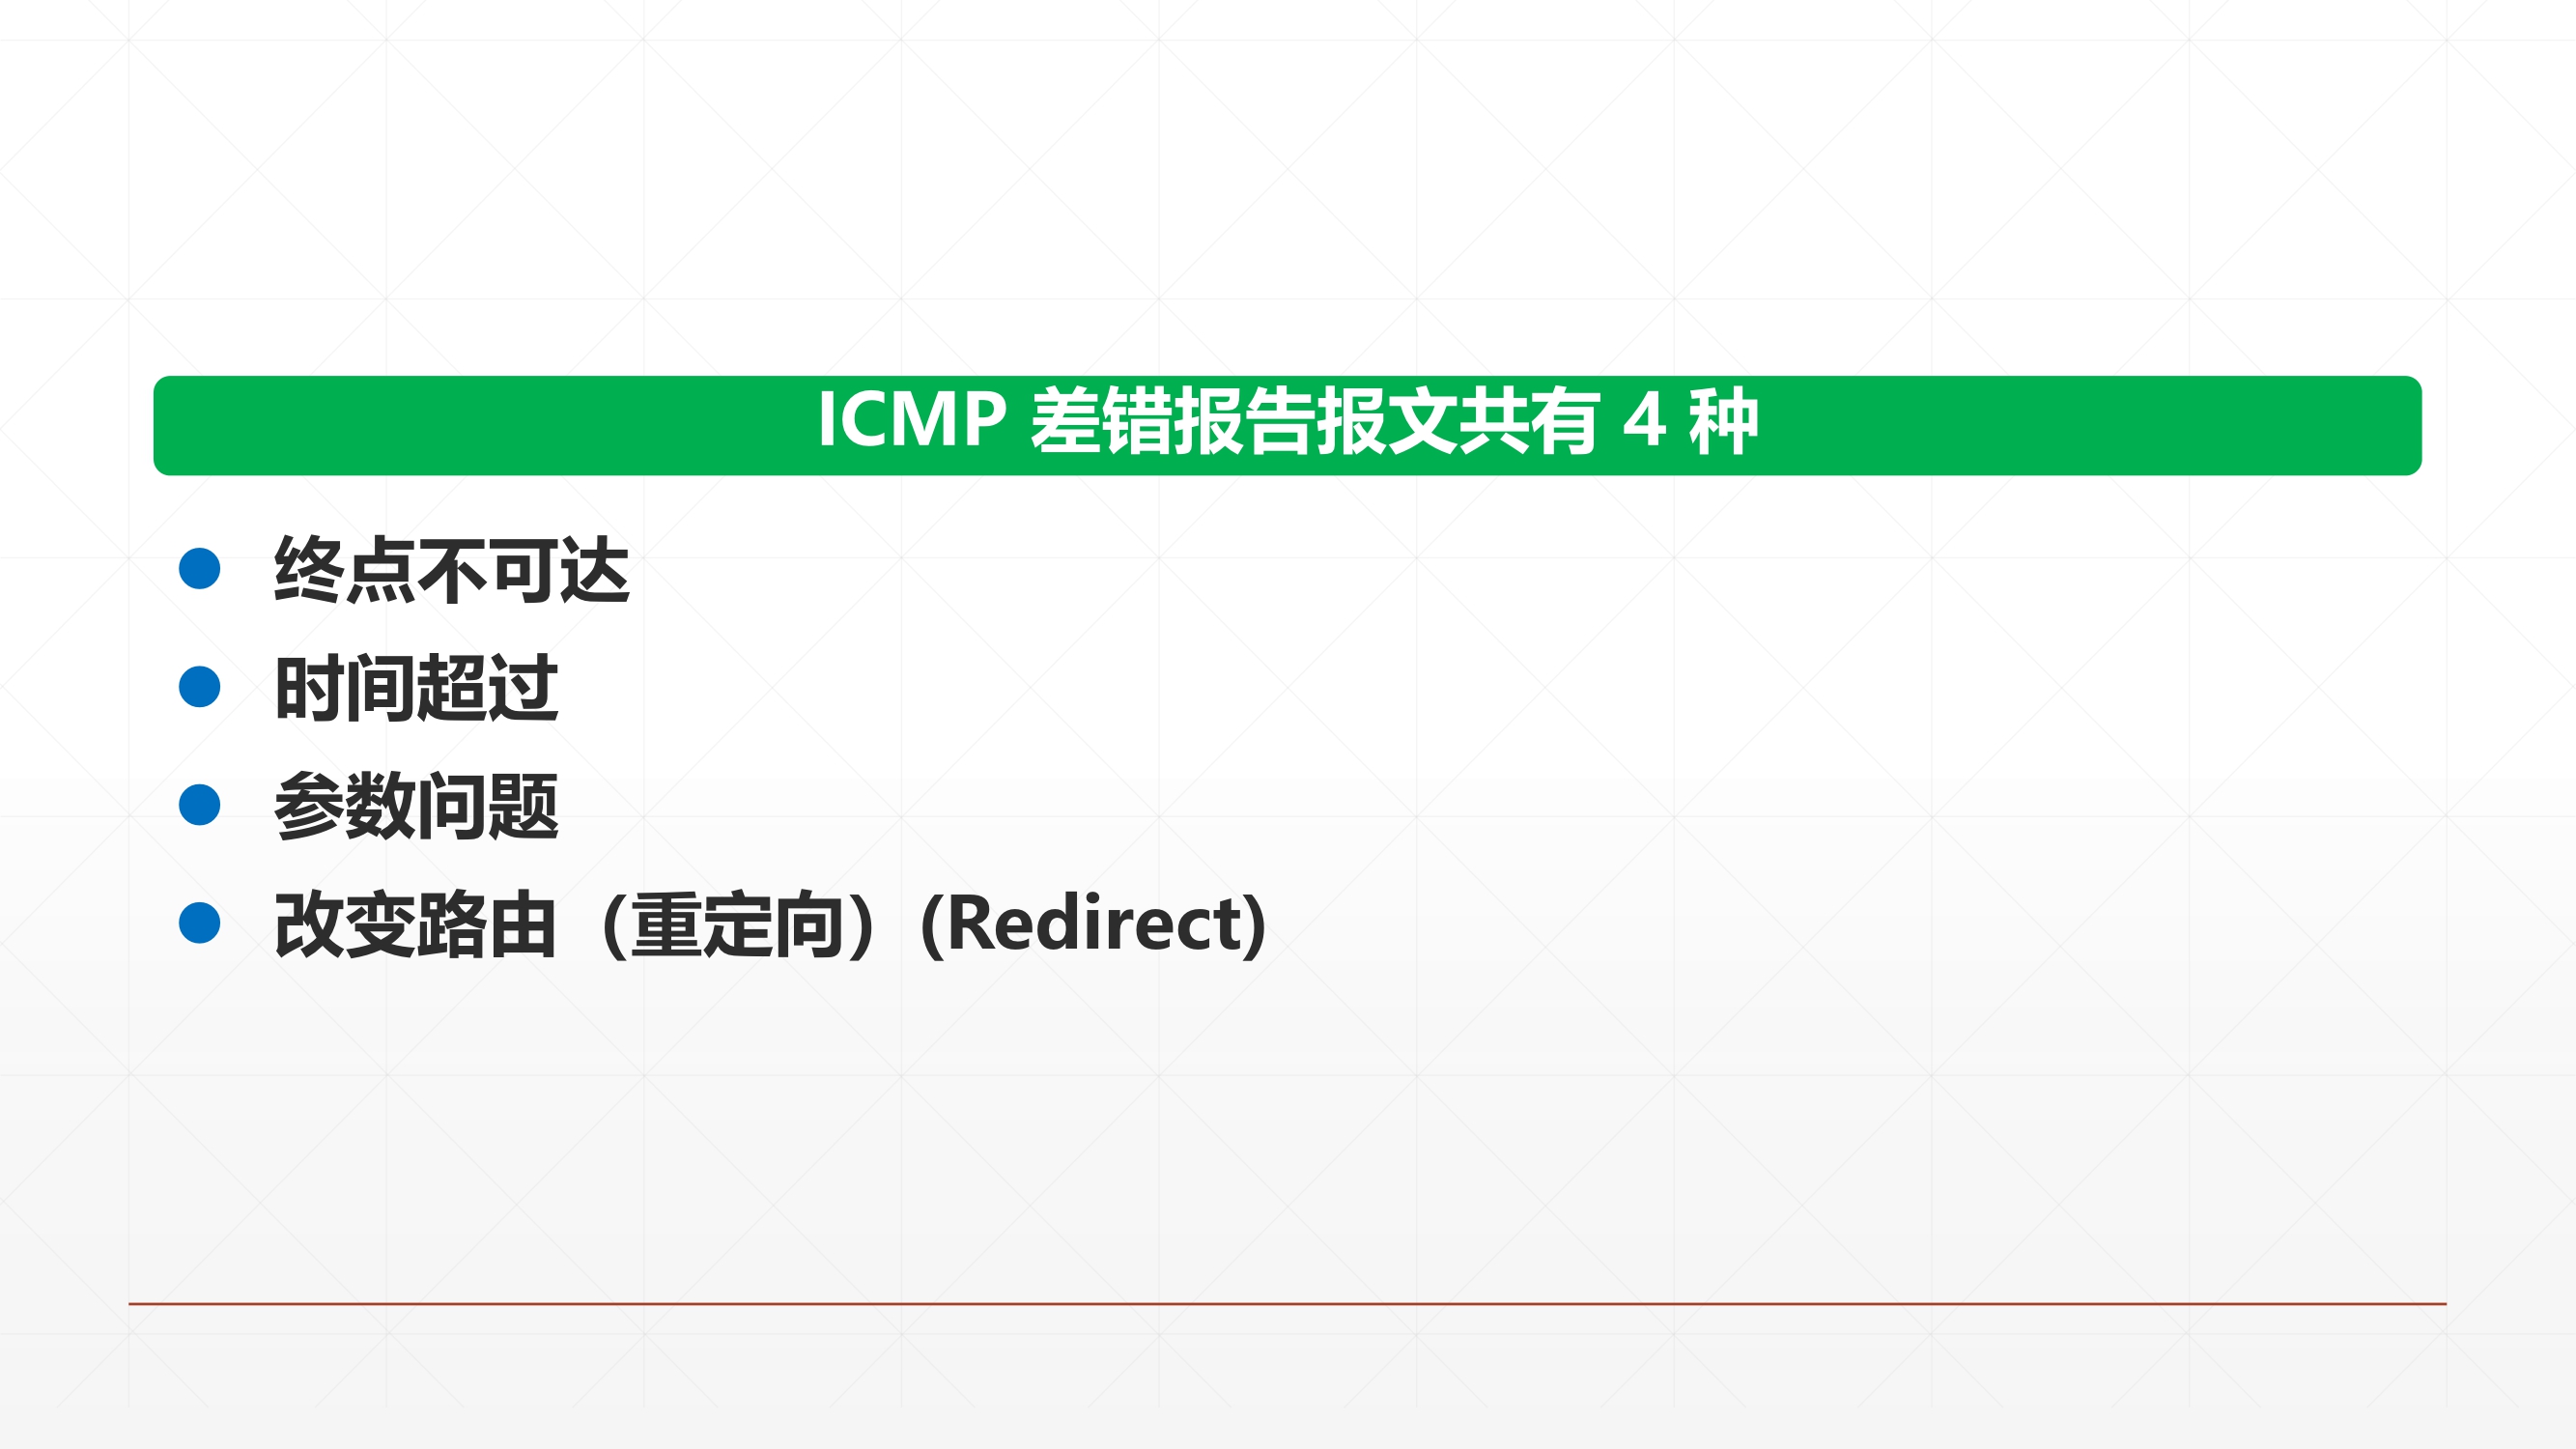 ICMP 差错报告报文共有 4 种
终点不可达
时间超过
参数问题
改变路由（重定向）(Redirect)